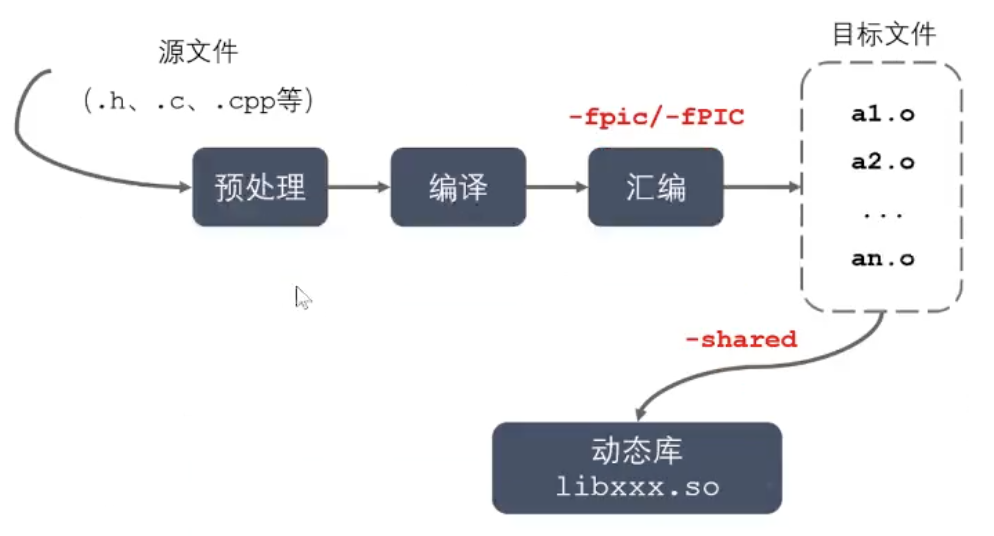 源文件
(.h、.c、.cpp等)
预处理
编译
-fpic/-fPIC
汇编
目标文件
a1.o
a2.o
...
an.o
-shared
动态库
libxxx.so